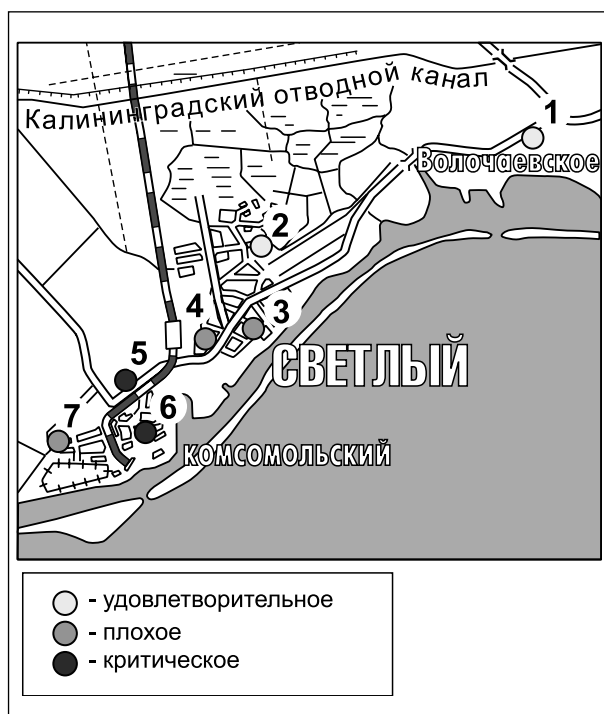 Калининградский отводной канал
1
Волочаевское
2
4
3
СВЕТЛЫЙ
5
6
7
КОМСОМОЛЬСКИЙ
- удовлетворительное
- плохое
- критическое